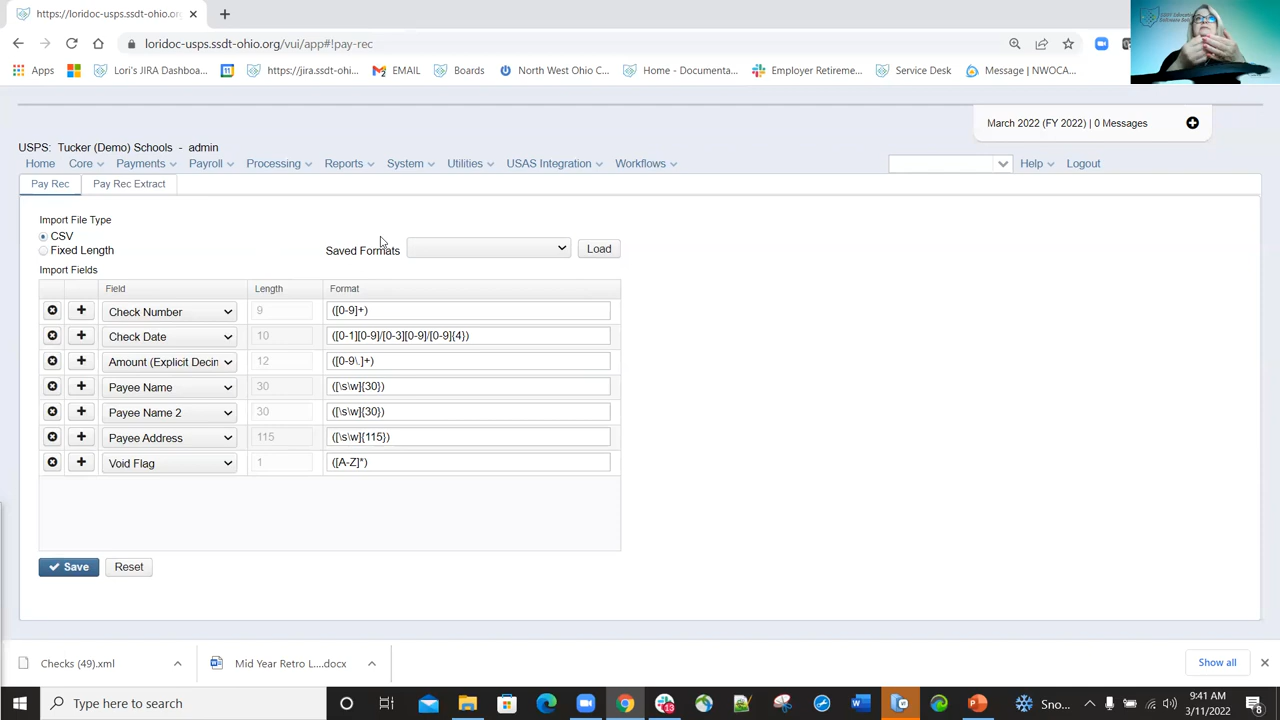 https://loridoc-usps.ssdt-ohio.org/
loridoc-usps.ssdt-ohio.org/vui/app#!pay-rec
Apps Lori's JIRA Dashboa... https://jira.ssdt-ohi... EMAIL Boards North West Ohio C... Home - Documenta... Employer Retireme... Service Desk Message | NWOCA...
March 2022 (FY 2022) | 0 Messages
USPS: Tucker (Demo) Schools - admin
Home Core Payments Payroll Processing Reports System Utilities USAS Integration Workflows Help Logout
Pay Rec Pay Rec Extract
Import File Type
CSV
Fixed Length Saved Formats Load
Import Fields
Field Length Format
Check Number 9 ([0-9]+)
Check Date 10 ([0-1][0-9]/[0-3][0-9]/[0-9]{4})
Amount (Explicit Decin 12 ([0-9\.]+)
Payee Name 30 ([\s\w]{30})
Payee Name 2 30 ([\s\w]{30})
Payee Address 115 ([\s\w]{115})
Void Flag 1 ([A-Z]*)
Save Reset
Checks (49).xml Mid Year Retro L....docx Show all
Type here to search 13 Sno... 9:41 AM
3/11/2022 8